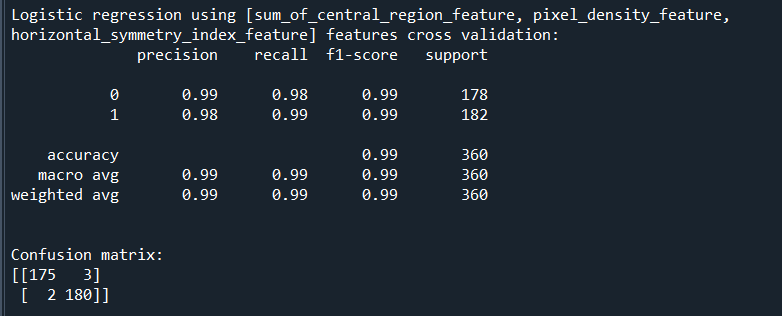 Logistic regression using [sum_of_central_region_feature, pixel_density_feature,
horizontal_symmetry_index_feature] features cross validation:
precision recall f1-score support
0 0.99 0.98 0.99 178
1 0.98 0.99 0.99 182
accuracy 0.99 360
macro avg 0.99 0.99 0.99 360
weighted avg 0.99 0.99 0.99 360
Confusion matrix:
[[175 3]
[ 2 180]]